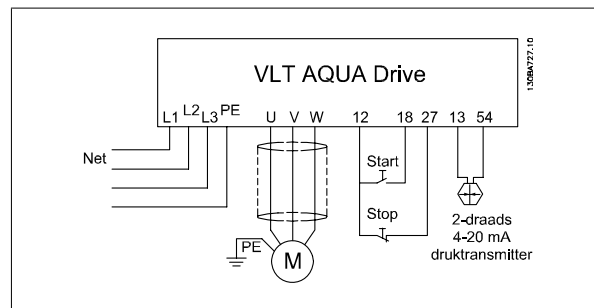 VLT AQUA Drive
130BA727.10
L1 L2 L3 PE U V W 12 18 27 13 54
Net
Start
Stop
PE
M
2-draads
4-20 mA
druktransmitter